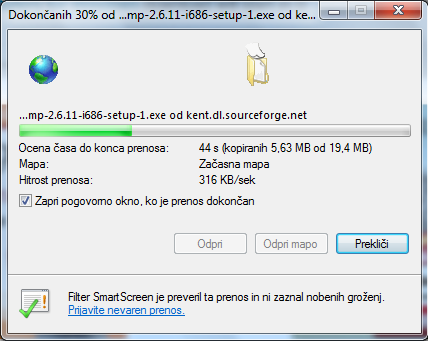 Dokončanih 30% od ...mp-2.6.11-i686-setup-1.exe od ke...
...mp-2.6.11-i686-setup-1.exe od kent.dl.sourceforge.net
Ocena časa do konca prenosa: 44 s (kopiranih 5,63 MB od 19,4 MB)
Mapa: Začasna mapa
Hitrost prenosa: 316 KB/sek
Zapri pogovorno okno, ko je prenos dokončan
Odpri Odpri mapo Prekliči
Filter SmartScreen je preveril ta prenos in ni zaznal nobenih groženj.
Prijavite nevaren prenos.